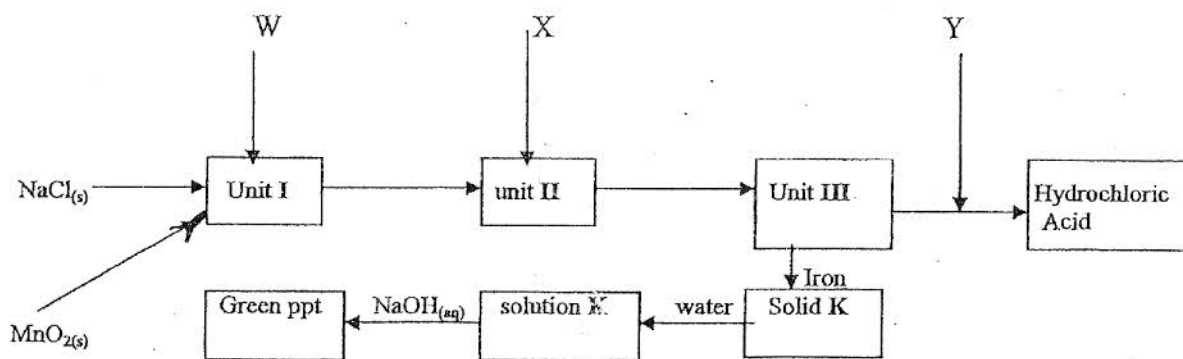 W
X
Y
NaCl(s)
Unit I
unit II
Unit III
Hydrochloric
Acid
Iron
Green ppt
NaOH(aq)
solution K
water
Solid K
MnO2(s)